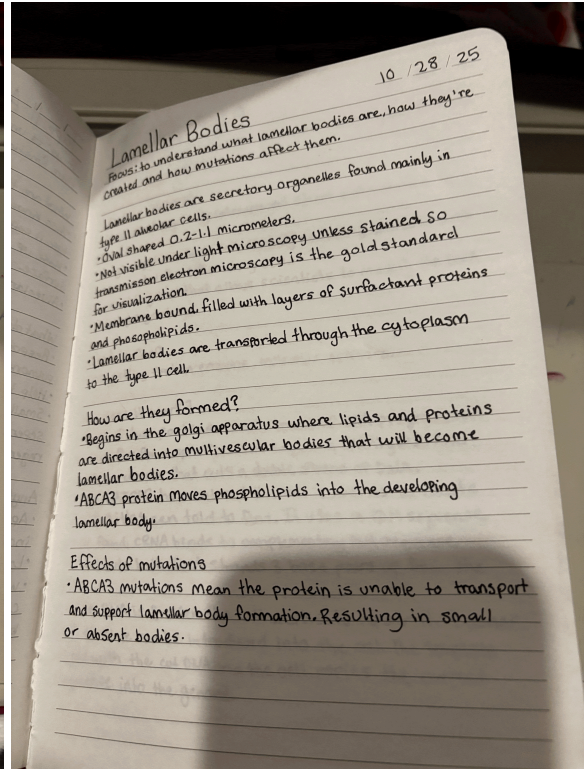 10 / 28 / 25
Lamellar Bodies
Focus: to understand what lamellar bodies are, how they're
created and how mutations affect them.
Lamellar bodies are secretory organelles found mainly in
type II alveolar cells.
• Oval shaped 0.2-1.1 micrometers.
• Not visible under light microscopy unless stained so
transmisson electron microscopy is the gold standard
for visualization.
• Membrane bound, filled with layers of surfactant proteins
and phosopholipids.
• Lamellar bodies are transported through the cytoplasm
to the type II cell.
How are they formed?
• Begins in the golgi apparatus where lipids and proteins
are directed into multivescular bodies that will become
lamellar bodies.
• ABCA3 protein moves phospholipids into the developing
lamellar body.
Effects of mutations
• ABCA3 mutations mean the protein is unable to transport
and support lamellar body formation. Resulting in small
or absent bodies.